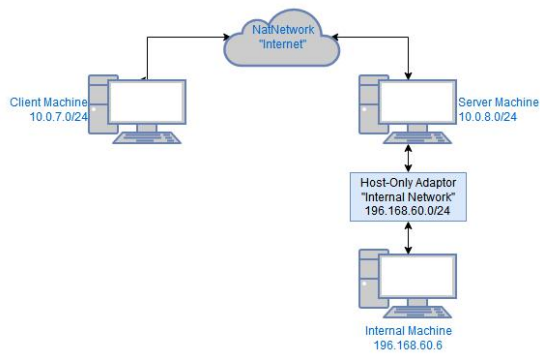 NatNetwork
"Internet"
Client Machine
10.0.7.0/24
Server Machine
10.0.8.0/24
Host-Only Adaptor
"Internal Network"
196.168.60.0/24
Internal Machine
196.168.60.6